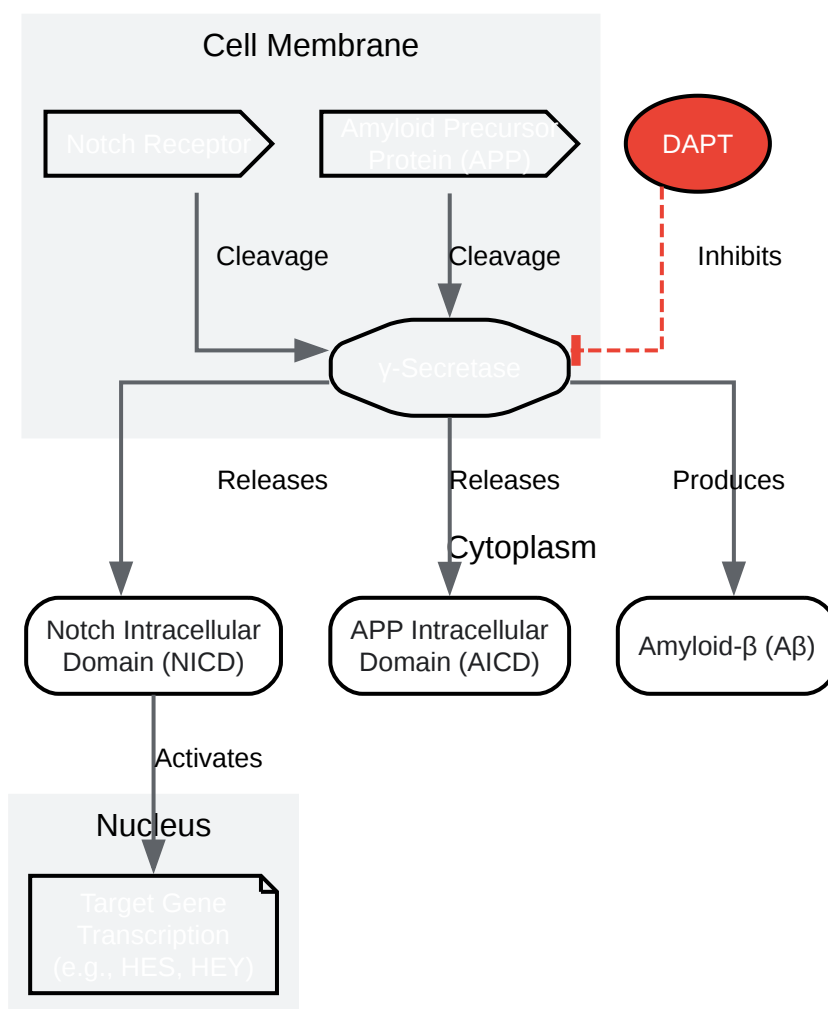 Cell Membrane
Notch Receptor
Amyloid Precursor
Protein (APP)
DAPT
Cleavage
Cleavage
Inhibits
γ-Secretase
Releases
Releases
Produces
Cytoplasm
Notch Intracellular
Domain (NICD)
APP Intracellular
Domain (AICD)
Amyloid-β (Aβ)
Activates
Nucleus
Target Gene
Transcription
(e.g., HES, HEY)